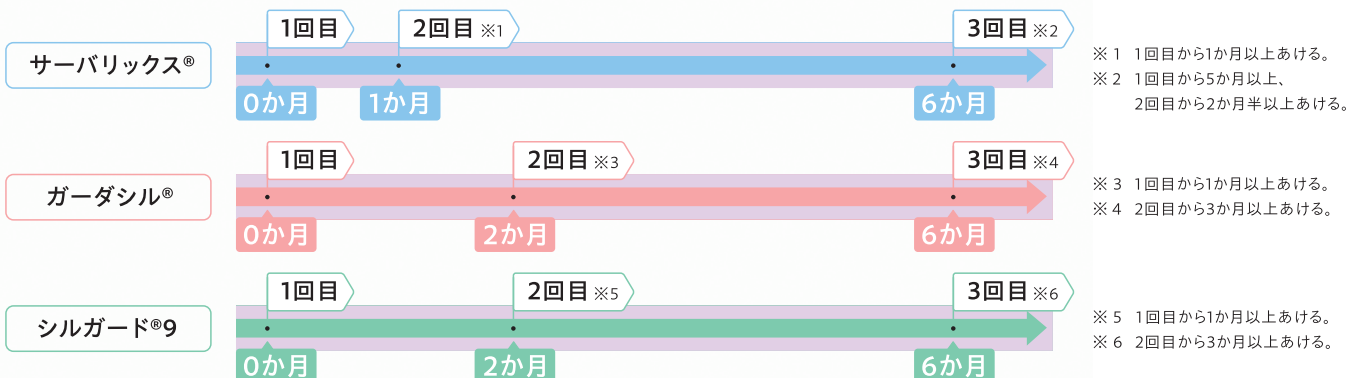 1回目 2回目 ※1 3回目 ※2
サーバリックス®
0か月 1か月 6か月
※1 1回目から1か月以上あける。
※2 1回目から5か月以上、
2回目から2か月半以上あける。
1回目 2回目 ※3 3回目 ※4
ガーダシル®
0か月 2か月 6か月
※3 1回目から1か月以上あける。
※4 2回目から3か月以上あける。
1回目 2回目 ※5 3回目 ※6
シルガード®9
0か月 2か月 6か月
※5 1回目から1か月以上あける。
※6 2回目から3か月以上あける。